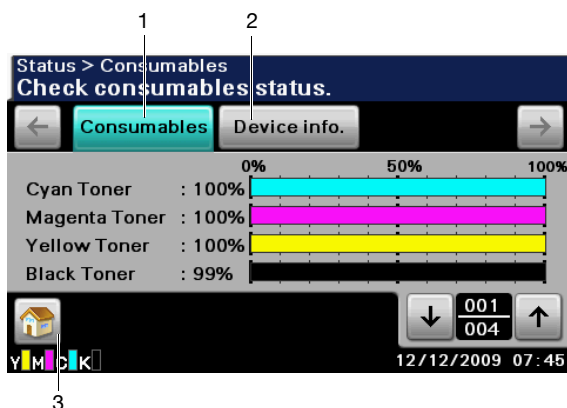 1 2
Status > Consumables
Check consumables status.
← Consumables Device info. →
0% 50% 100%
Cyan Toner : 100%
Magenta Toner : 100%
Yellow Toner : 100%
Black Toner : 99%
↓ 001 ↑
004
Y M C K 12/12/2009 07:45
3